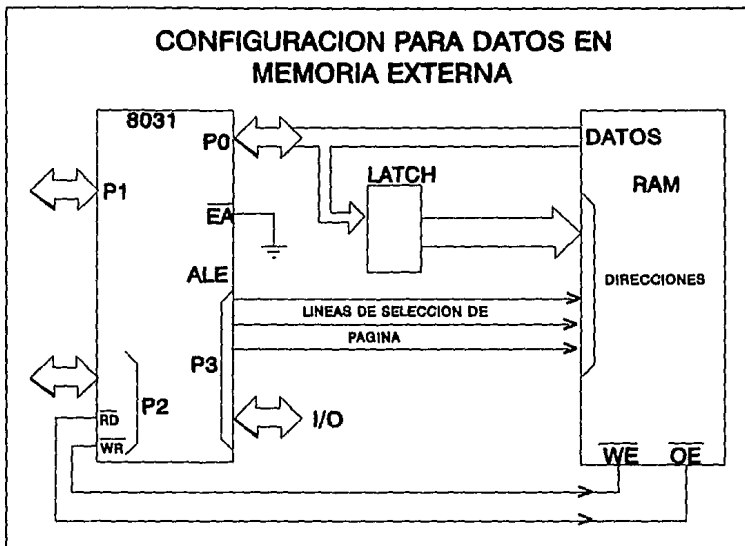 CONFIGURACION PARA DATOS EN
MEMORIA EXTERNA
8031
P0
DATOS
P1
LATCH
RAM
EA
ALE
DIRECCIONES
LINEAS DE SELECCION DE
PAGINA
P3
P2
I/O
RD
WR
WE
OE